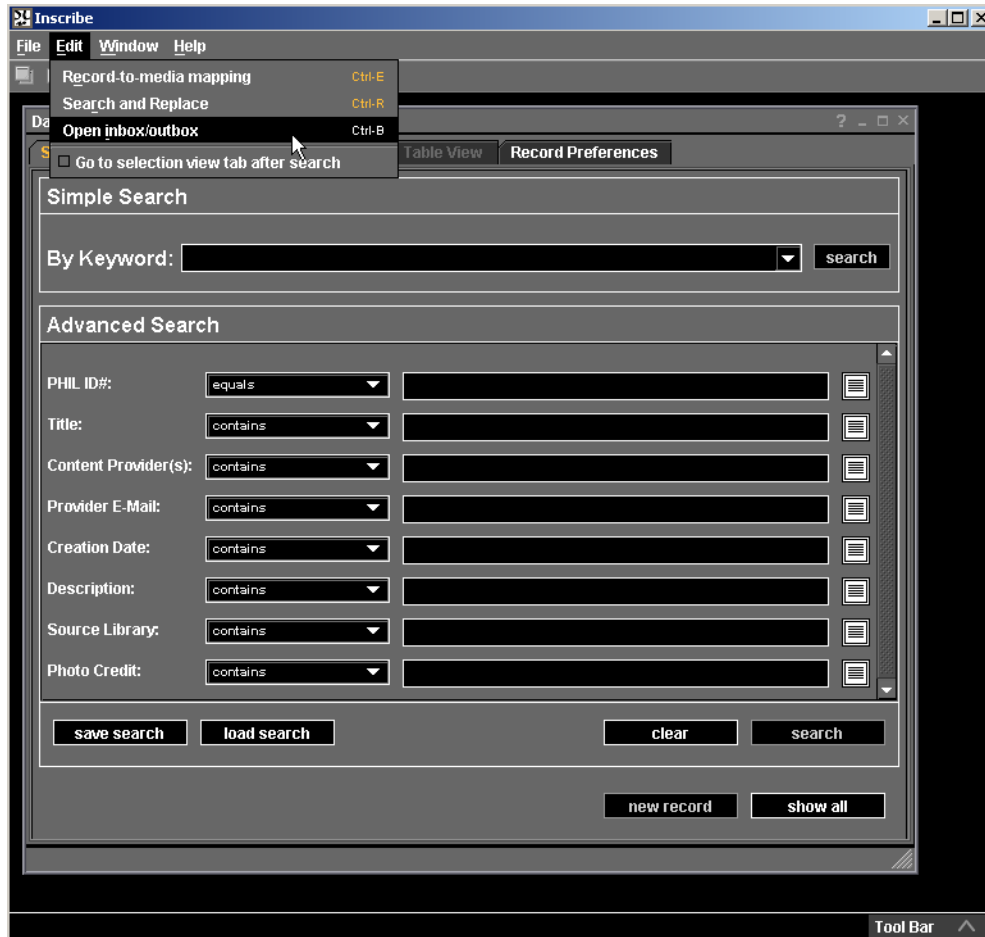 Inscribe
File Edit Window Help
Record-to-media mapping Ctrl-E
Search and Replace Ctrl-R
Open inbox/outbox Ctrl-B
Go to selection view tab after search
Da ? 
S Table View Record Preferences
Simple Search
By Keyword: search
Advanced Search
PHIL ID#: equals
Title: contains
Content Provider(s): contains
Provider E-Mail: contains
Creation Date: contains
Description: contains
Source Library: contains
Photo Credit: contains
save search load search clear search
new record show all
Tool Bar